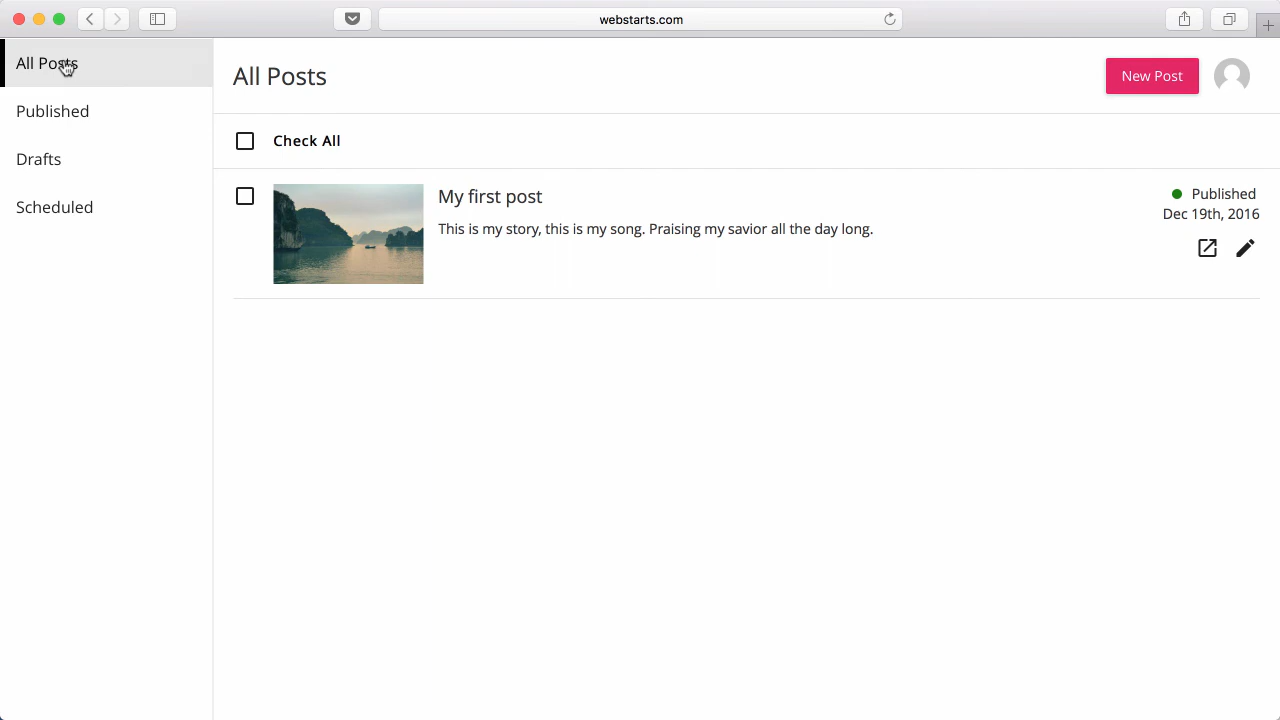 webstarts.com
All Posts
Published
Drafts
Scheduled
All Posts
New Post
Check All
My first post
This is my story, this is my song. Praising my savior all the day long.
Published
Dec 19th, 2016